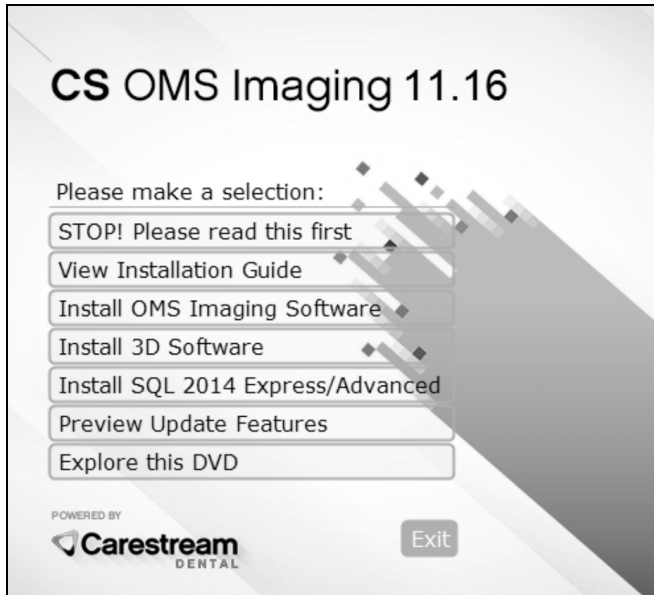 CS OMS Imaging 11.16
Please make a selection:
STOP! Please read this first
View Installation Guide
Install OMS Imaging Software
Install 3D Software
Install SQL 2014 Express/Advanced
Preview Update Features
Explore this DVD
POWERED BY
Carestream
DENTAL
Exit